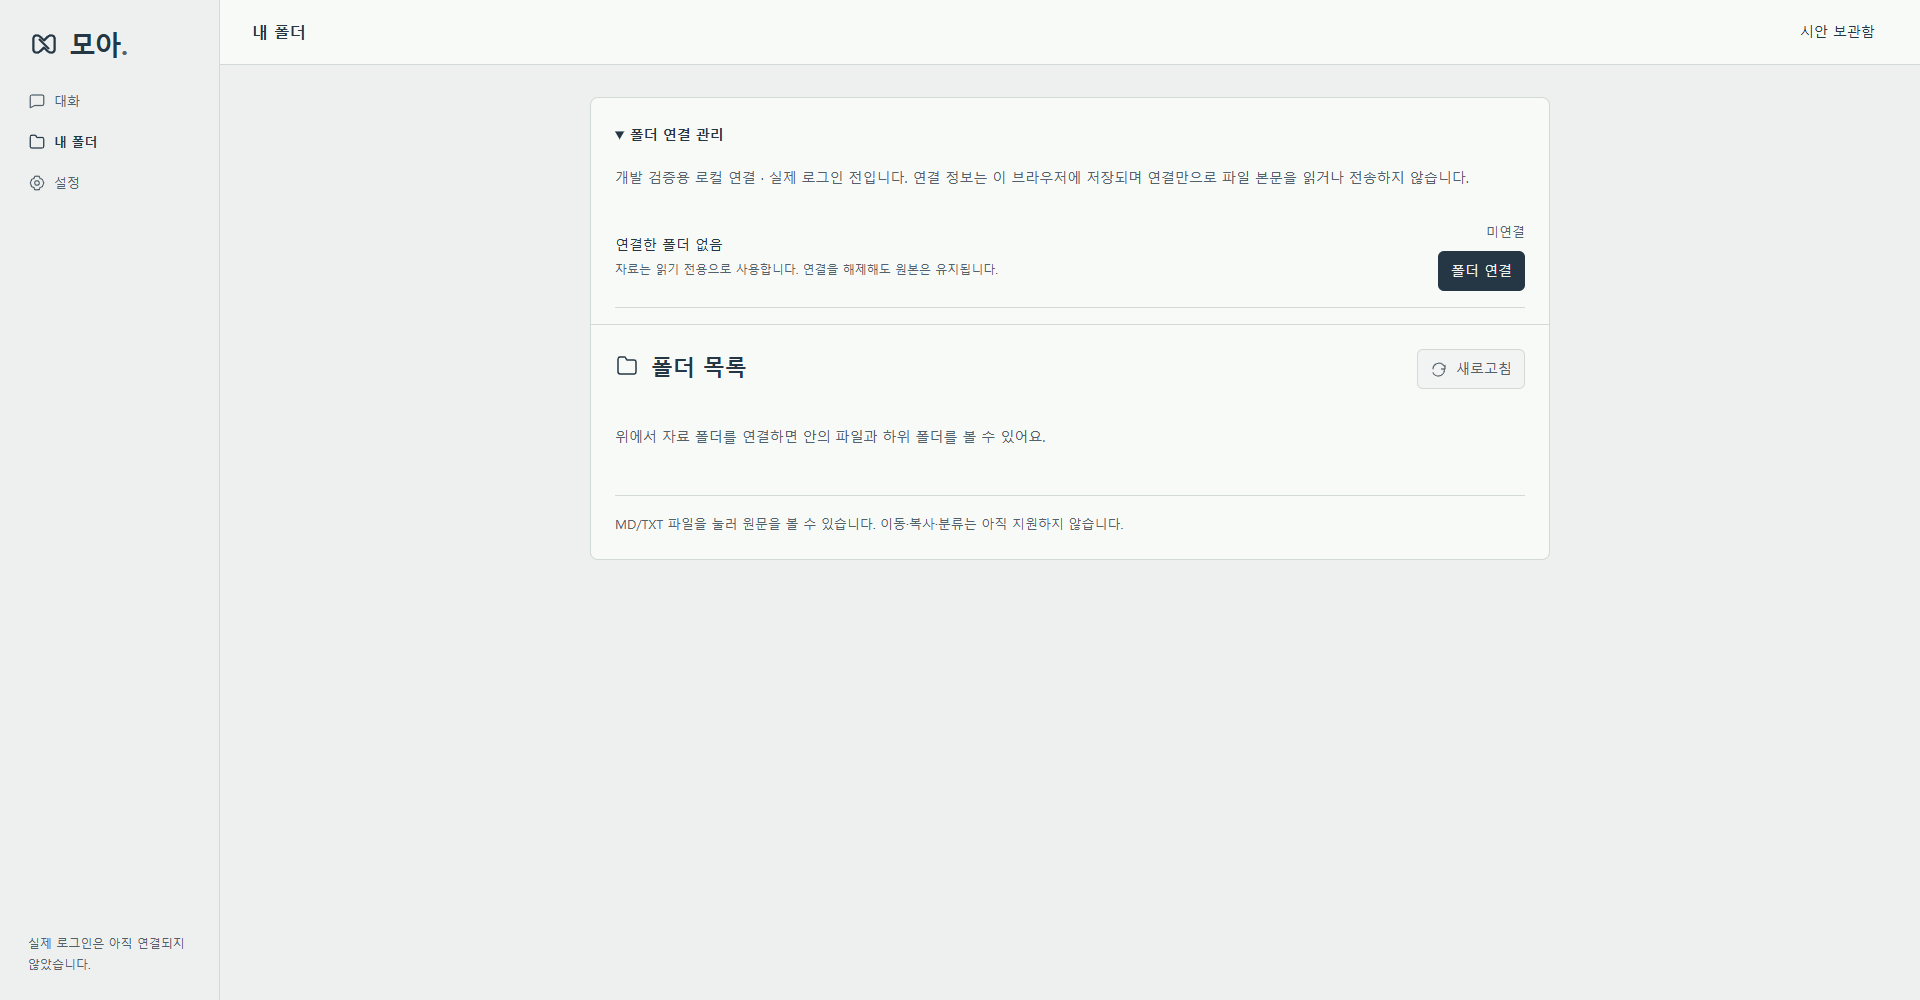 모아.
대화
내 폴더
설정
실제 로그인은 아직 연결되지
않았습니다.
내 폴더
시안 보관함
▼ 폴더 연결 관리
개발 검증용 로컬 연결 · 실제 로그인 전입니다. 연결 정보는 이 브라우저에 저장되며 연결만으로 파일 본문을 읽거나 전송하지 않습니다.
연결한 폴더 없음
자료는 읽기 전용으로 사용합니다. 연결을 해제해도 원본은 유지됩니다.
미연결
폴더 연결
폴더 목록
새로고침
위에서 자료 폴더를 연결하면 안의 파일과 하위 폴더를 볼 수 있어요.
MD/TXT 파일을 눌러 원문을 볼 수 있습니다. 이동·복사·분류는 아직 지원하지 않습니다.